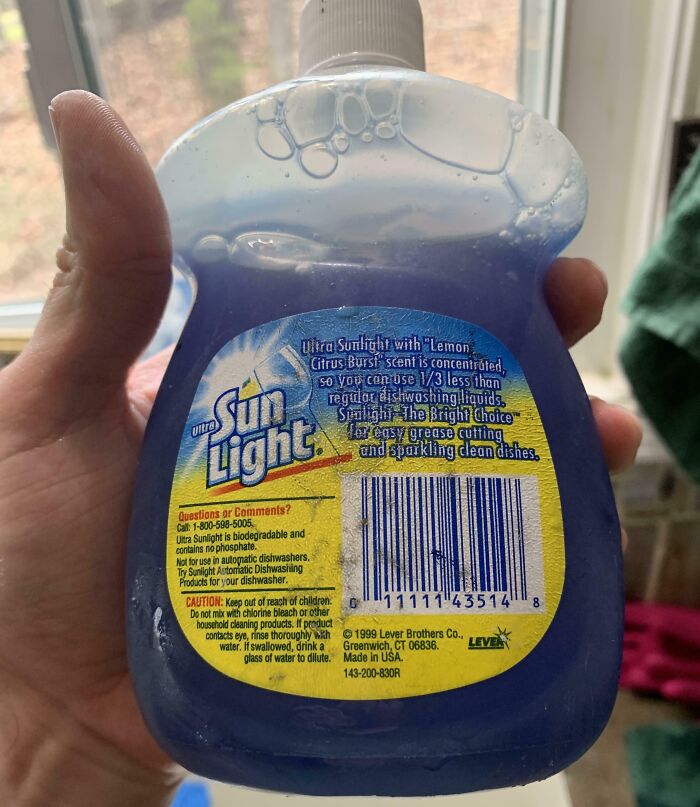 Ultra Sunlight with "Lemon
Citrus Burst" scent is concentrated,
so you can use 1/3 less than
regular dishwashing liquids.
Sunlight-The Bright Choice™
for easy grease cutting
and sparkling clean dishes.
Ultra
Sun
Light®
Questions or Comments?
Call: 1-800-598-5005.
Ultra Sunlight is biodegradable and
contains no phosphate.
Not for use in automatic dishwashers.
Try Sunlight Automatic Dishwashing
Products for your dishwasher.
CAUTION: Keep out of reach of children.
Do not mix with chlorine bleach or other
household cleaning products. If product
contacts eye, rinse thoroughly with
water. If swallowed, drink a
glass of water to dilute.
0 11111 43514 8
© 1999 Lever Brothers Co.,
Greenwich, CT 06836.
Made in USA.
143-200-830R
LEVER